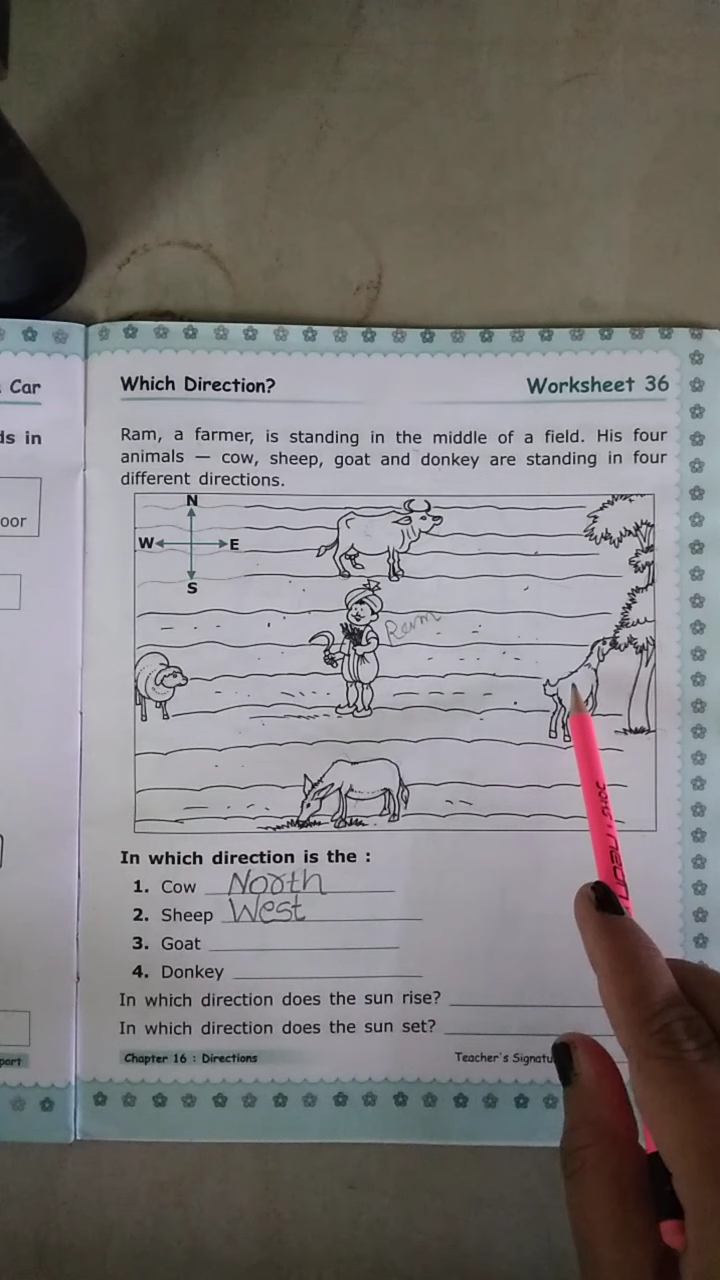 Car
ds in
oor
part
Which Direction?
Worksheet 36
Ram, a farmer, is standing in the middle of a field. His four
animals — cow, sheep, goat and donkey are standing in four
different directions.
N
W E
S
Ram
In which direction is the :
1. Cow North
2. Sheep West
3. Goat
4. Donkey
In which direction does the sun rise?
In which direction does the sun set?
Chapter 16 : Directions
Teacher's Signatu